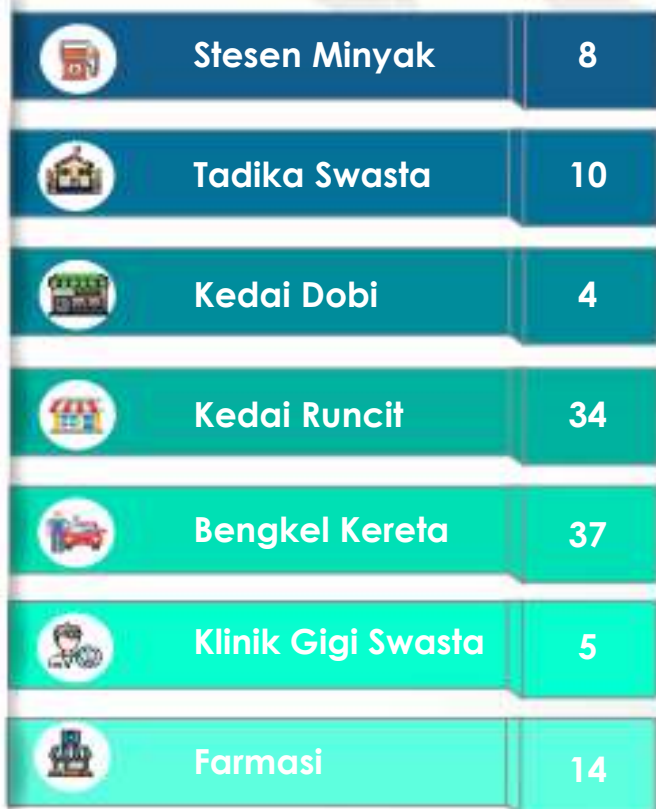 Stesen Minyak 8
Tadika Swasta 10
Kedai Dobi 4
Kedai Runcit 34
Bengkel Kereta 37
Klinik Gigi Swasta 5
Farmasi 14